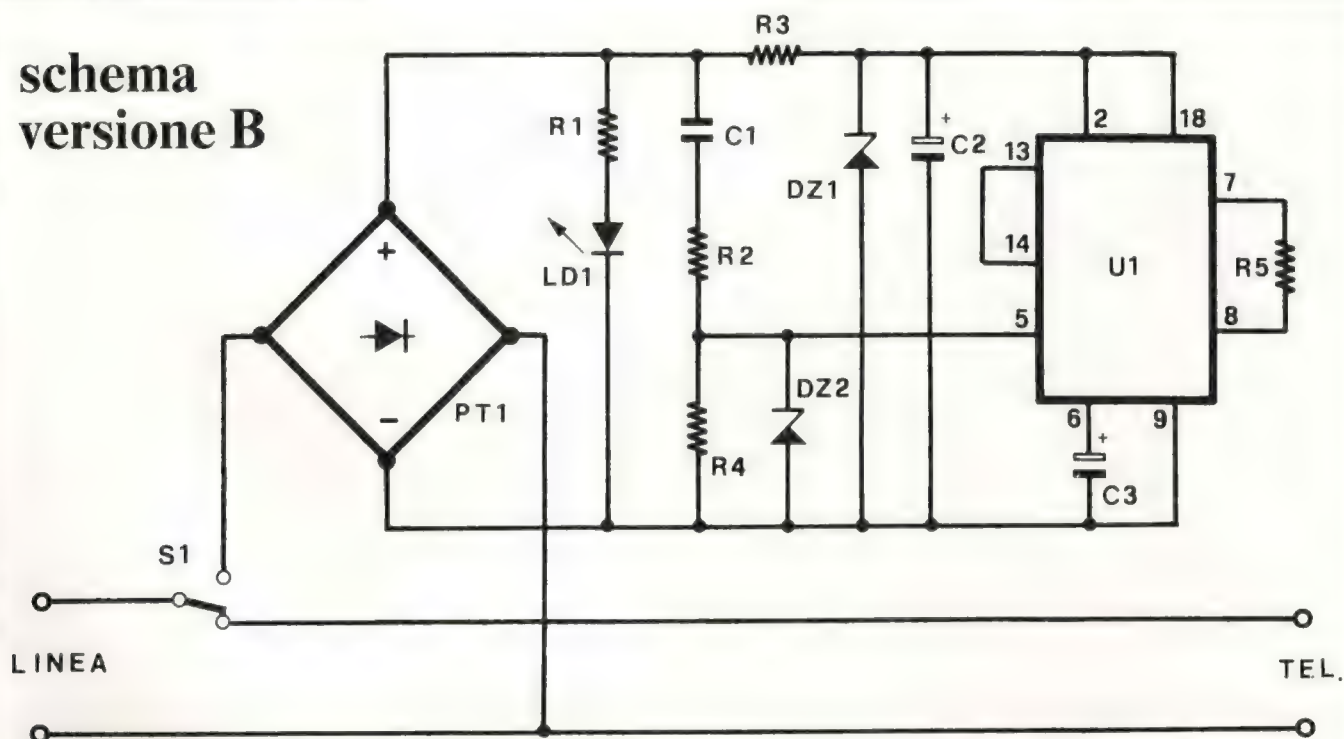 schema
versione B
R3
R1
C1
DZ1
+
C2
2
18
13
7
14
U1
R5
+
R2
LD1
5
8
DZ2
-
PT1
R4
6
9
+
C3
S1
LINEA
TEL.